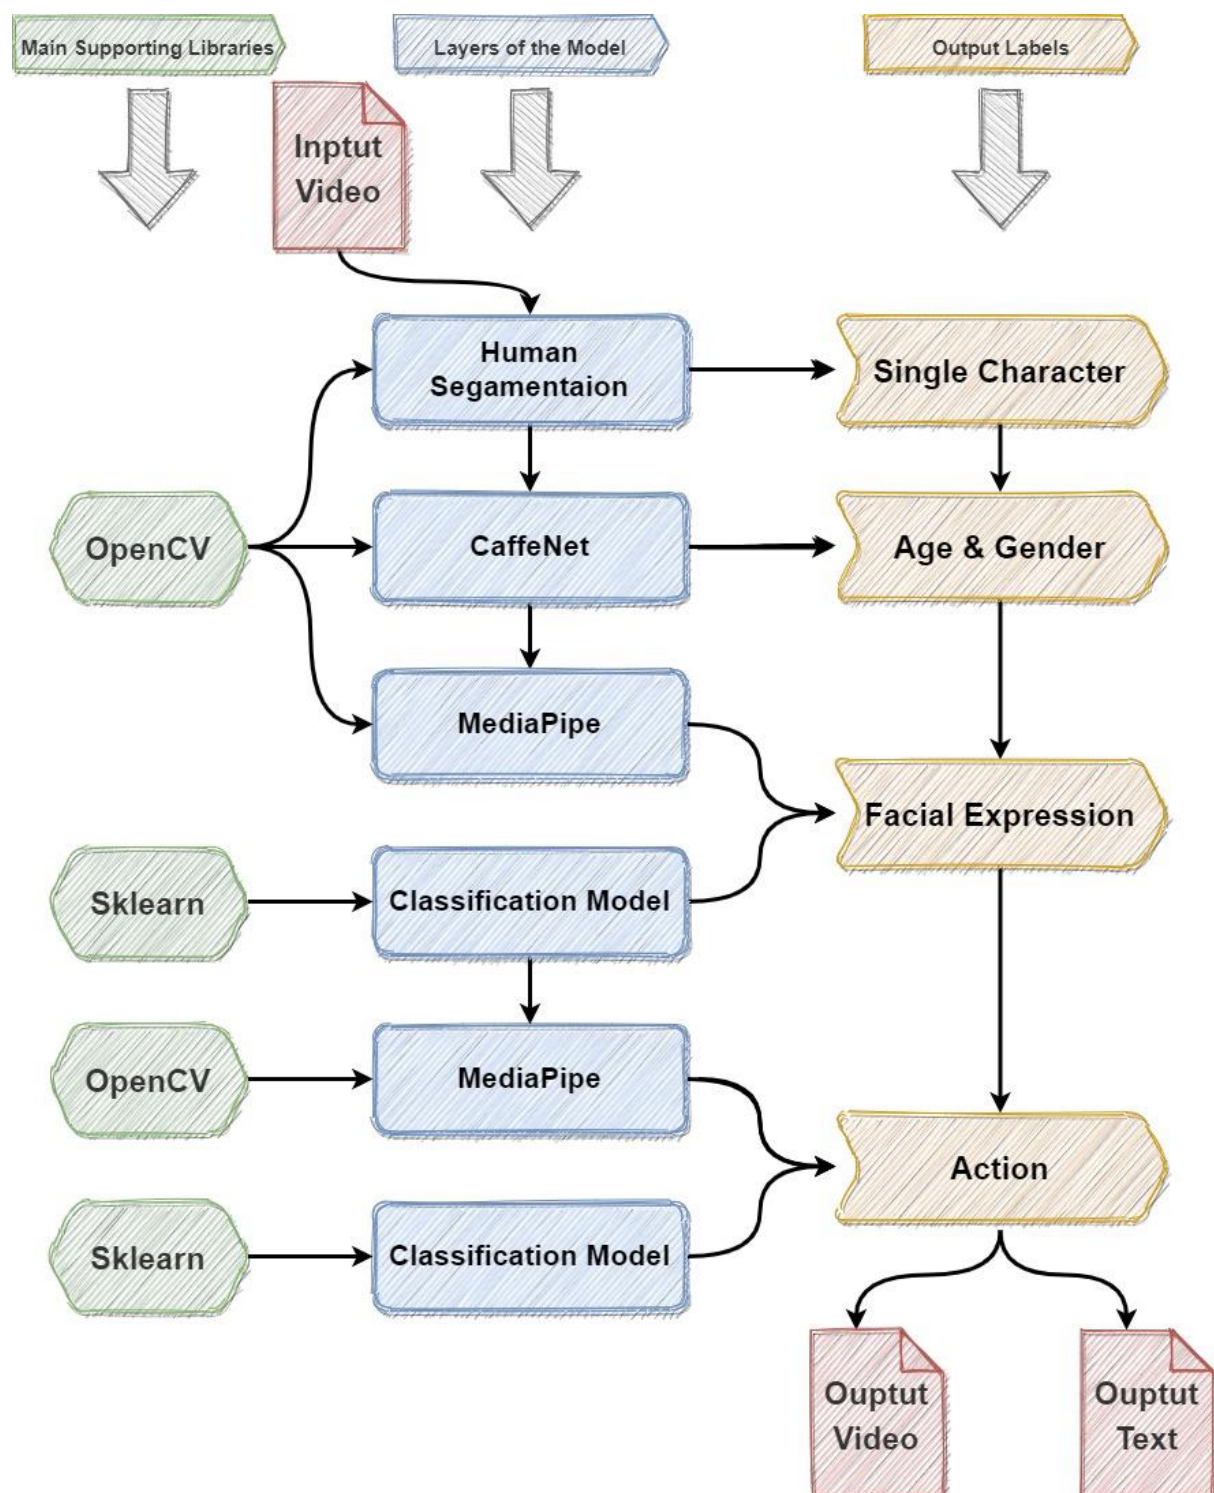 Main Supporting Libraries
Layers of the Model
Output Labels
Inptut
Video
Human
Segamentaion
Single Character
OpenCV
CaffeNet
Age & Gender
MediaPipe
Facial Expression
Sklearn
Classification Model
OpenCV
MediaPipe
Action
Sklearn
Classification Model
Ouptut
Video
Ouptut
Text